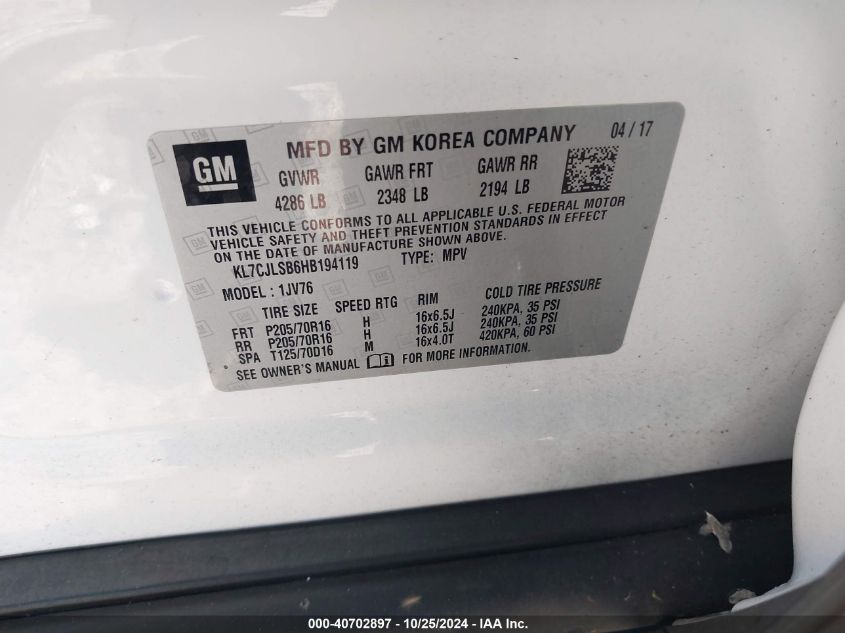 GM
MFD BY GM KOREA COMPANY 04 / 17
GVWR GAWR FRT GAWR RR
4286 LB 2348 LB 2194 LB
THIS VEHICLE CONFORMS TO ALL APPLICABLE U.S. FEDERAL MOTOR
VEHICLE SAFETY AND THEFT PREVENTION STANDARDS IN EFFECT
ON THE DATE OF MANUFACTURE SHOWN ABOVE.
KL7CJLSB6HB194119 TYPE: MPV
MODEL : 1JV76
TIRE SIZE SPEED RTG RIM COLD TIRE PRESSURE
FRT P205/70R16 H 16x6.5J 240KPA, 35 PSI
RR P205/70R16 H 16x6.5J 240KPA, 35 PSI
SPA T125/70D16 M 16x4.0T 420KPA, 60 PSI
SEE OWNER'S MANUAL FOR MORE INFORMATION.
000-40702897 - 10/25/2024 - IAA Inc.